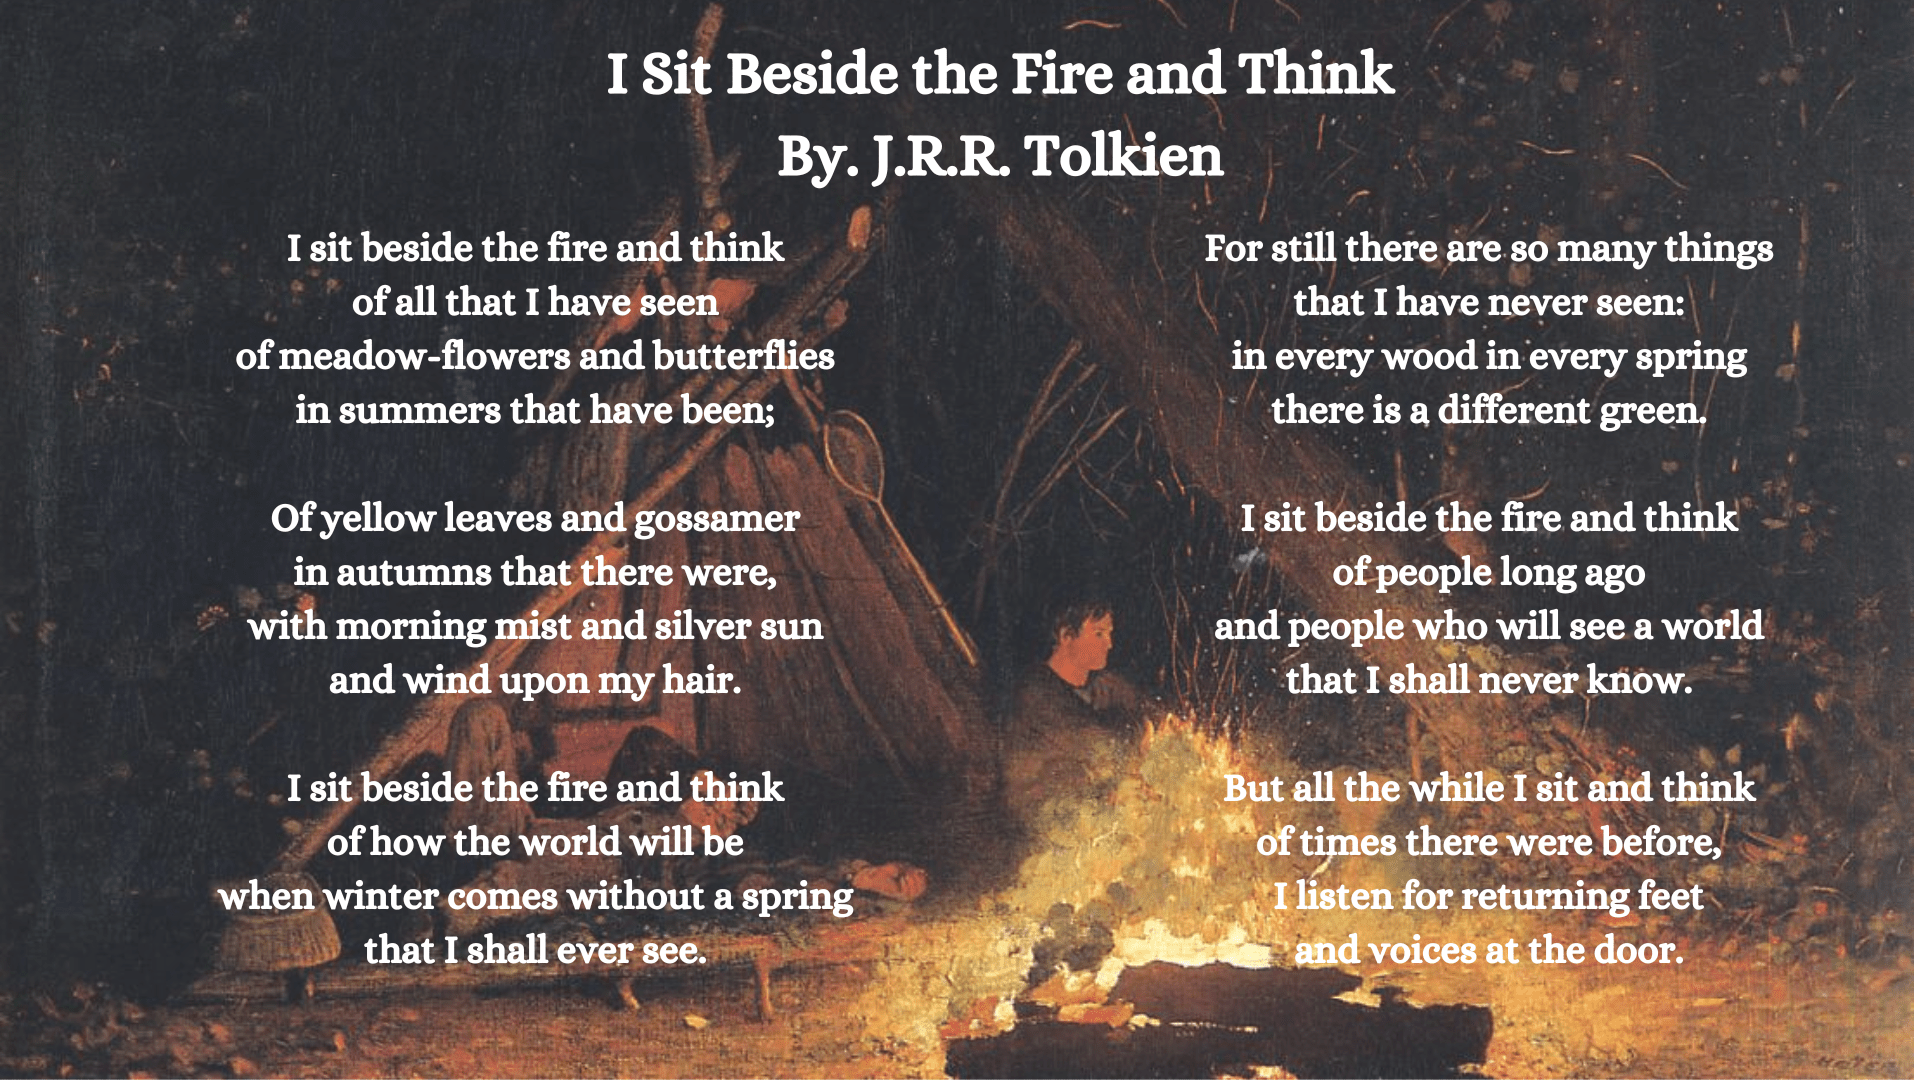 I Sit Beside the Fire and Think
By. J.R.R. Tolkien
I sit beside the fire and think
of all that I have seen
of meadow-flowers and butterflies
in summers that have been;
Of yellow leaves and gossamer
in autumns that there were,
with morning mist and silver sun
and wind upon my hair.
I sit beside the fire and think
of how the world will be
when winter comes without a spring
that I shall ever see.
For still there are so many things
that I have never seen:
in every wood in every spring
there is a different green.
I sit beside the fire and think
of people long ago
and people who will see a world
that I shall never know.
But all the while I sit and think
of times there were before,
I listen for returning feet
and voices at the door.